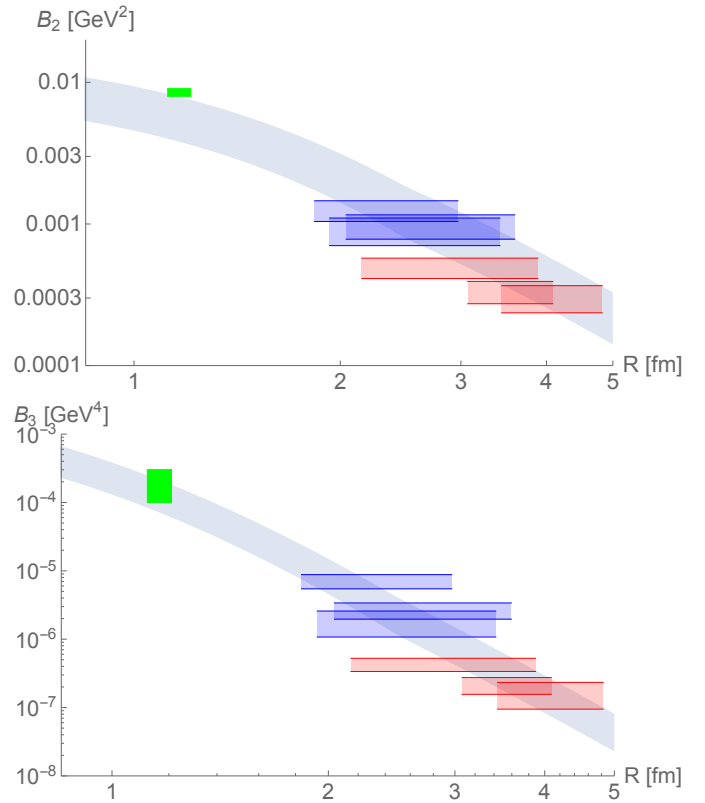 B₂ [GeV²]
0.01
0.003
0.001
0.0003
0.0001
1 2 3 4 5
R [fm]
B₃ [GeV⁴]
10⁻³
10⁻⁴
10⁻⁵
10⁻⁶
10⁻⁷
10⁻⁸
1 2 3 4 5
R [fm]